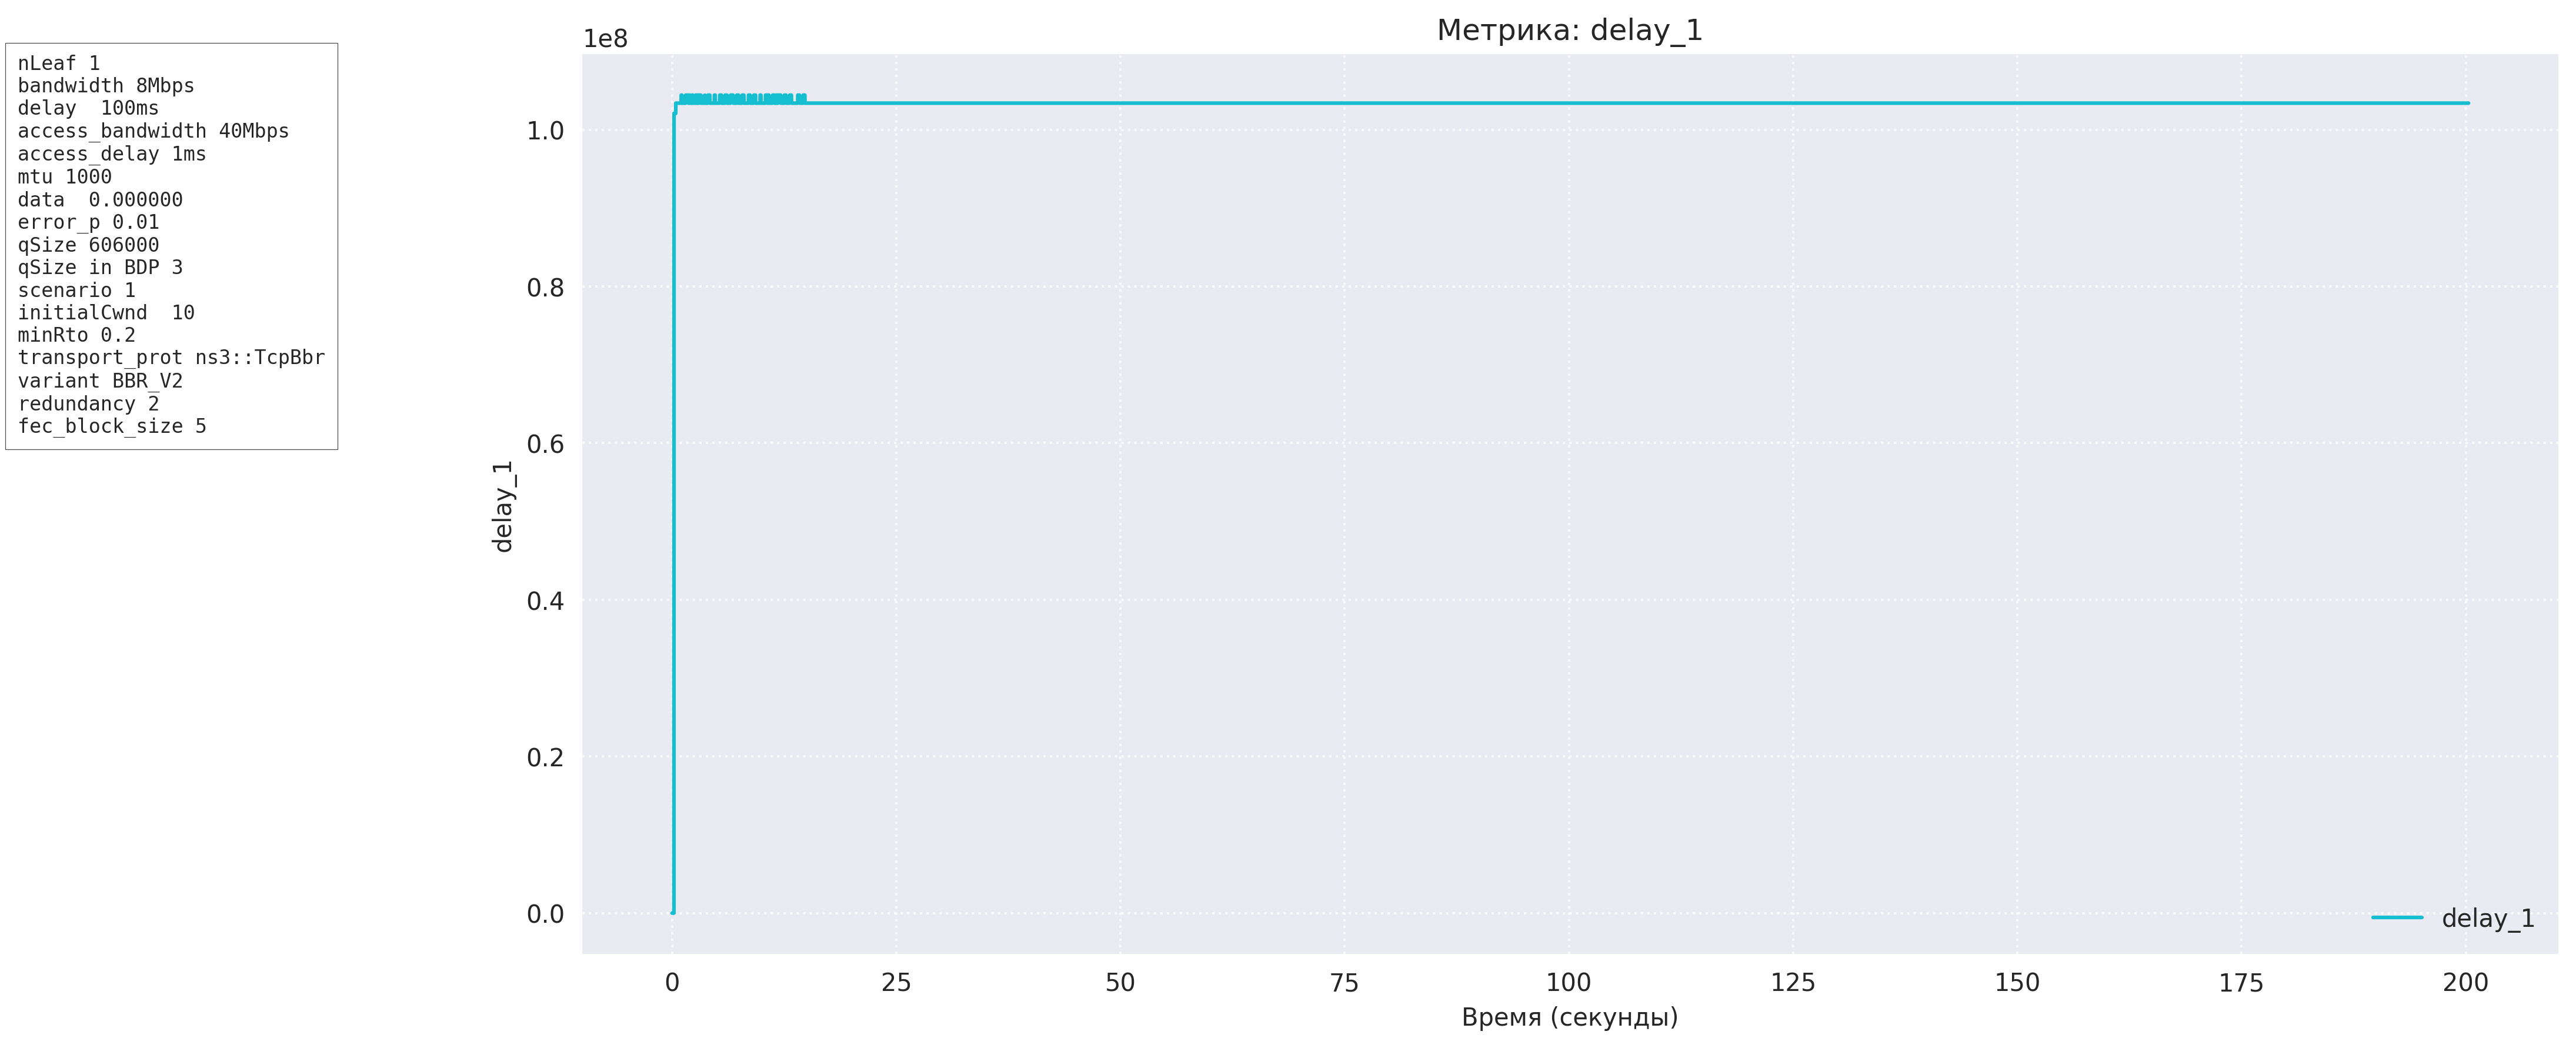 nLeaf 1
bandwidth 8Mbps
delay  100ms
access_bandwidth 40Mbps
access_delay 1ms
mtu 1000
data  0.000000
error_p 0.01
qSize 606000
qSize in BDP 3
scenario 1
initialCwnd  10
minRto 0.2
transport_prot ns3::TcpBbr
variant BBR_V2
redundancy 2
fec_block_size 5
Метрика: delay_1
1e8
1.0
0.8
0.6
0.4
0.2
0.0
delay_1
delay_1
0 25 50 75 100 125 150 175 200
Время (секунды)